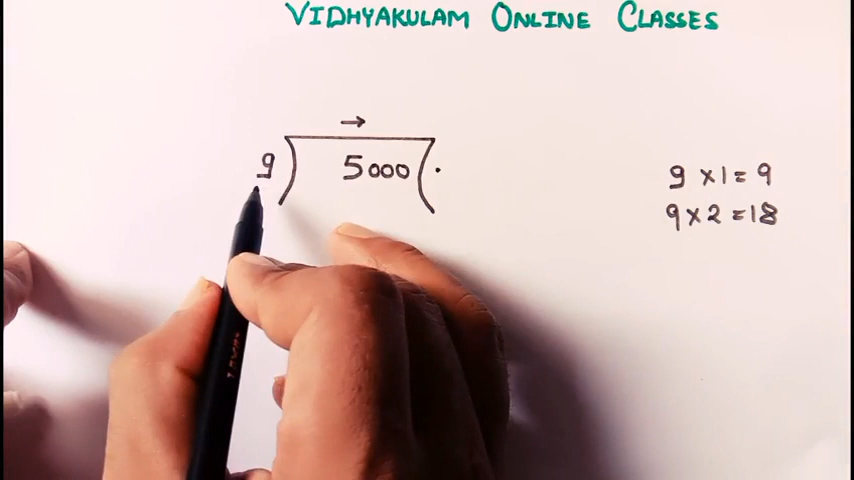 VIDHYAKULAM ONLINE CLASSES
→
9) 5000 (.
9 × 1 = 9
9 × 2 = 18